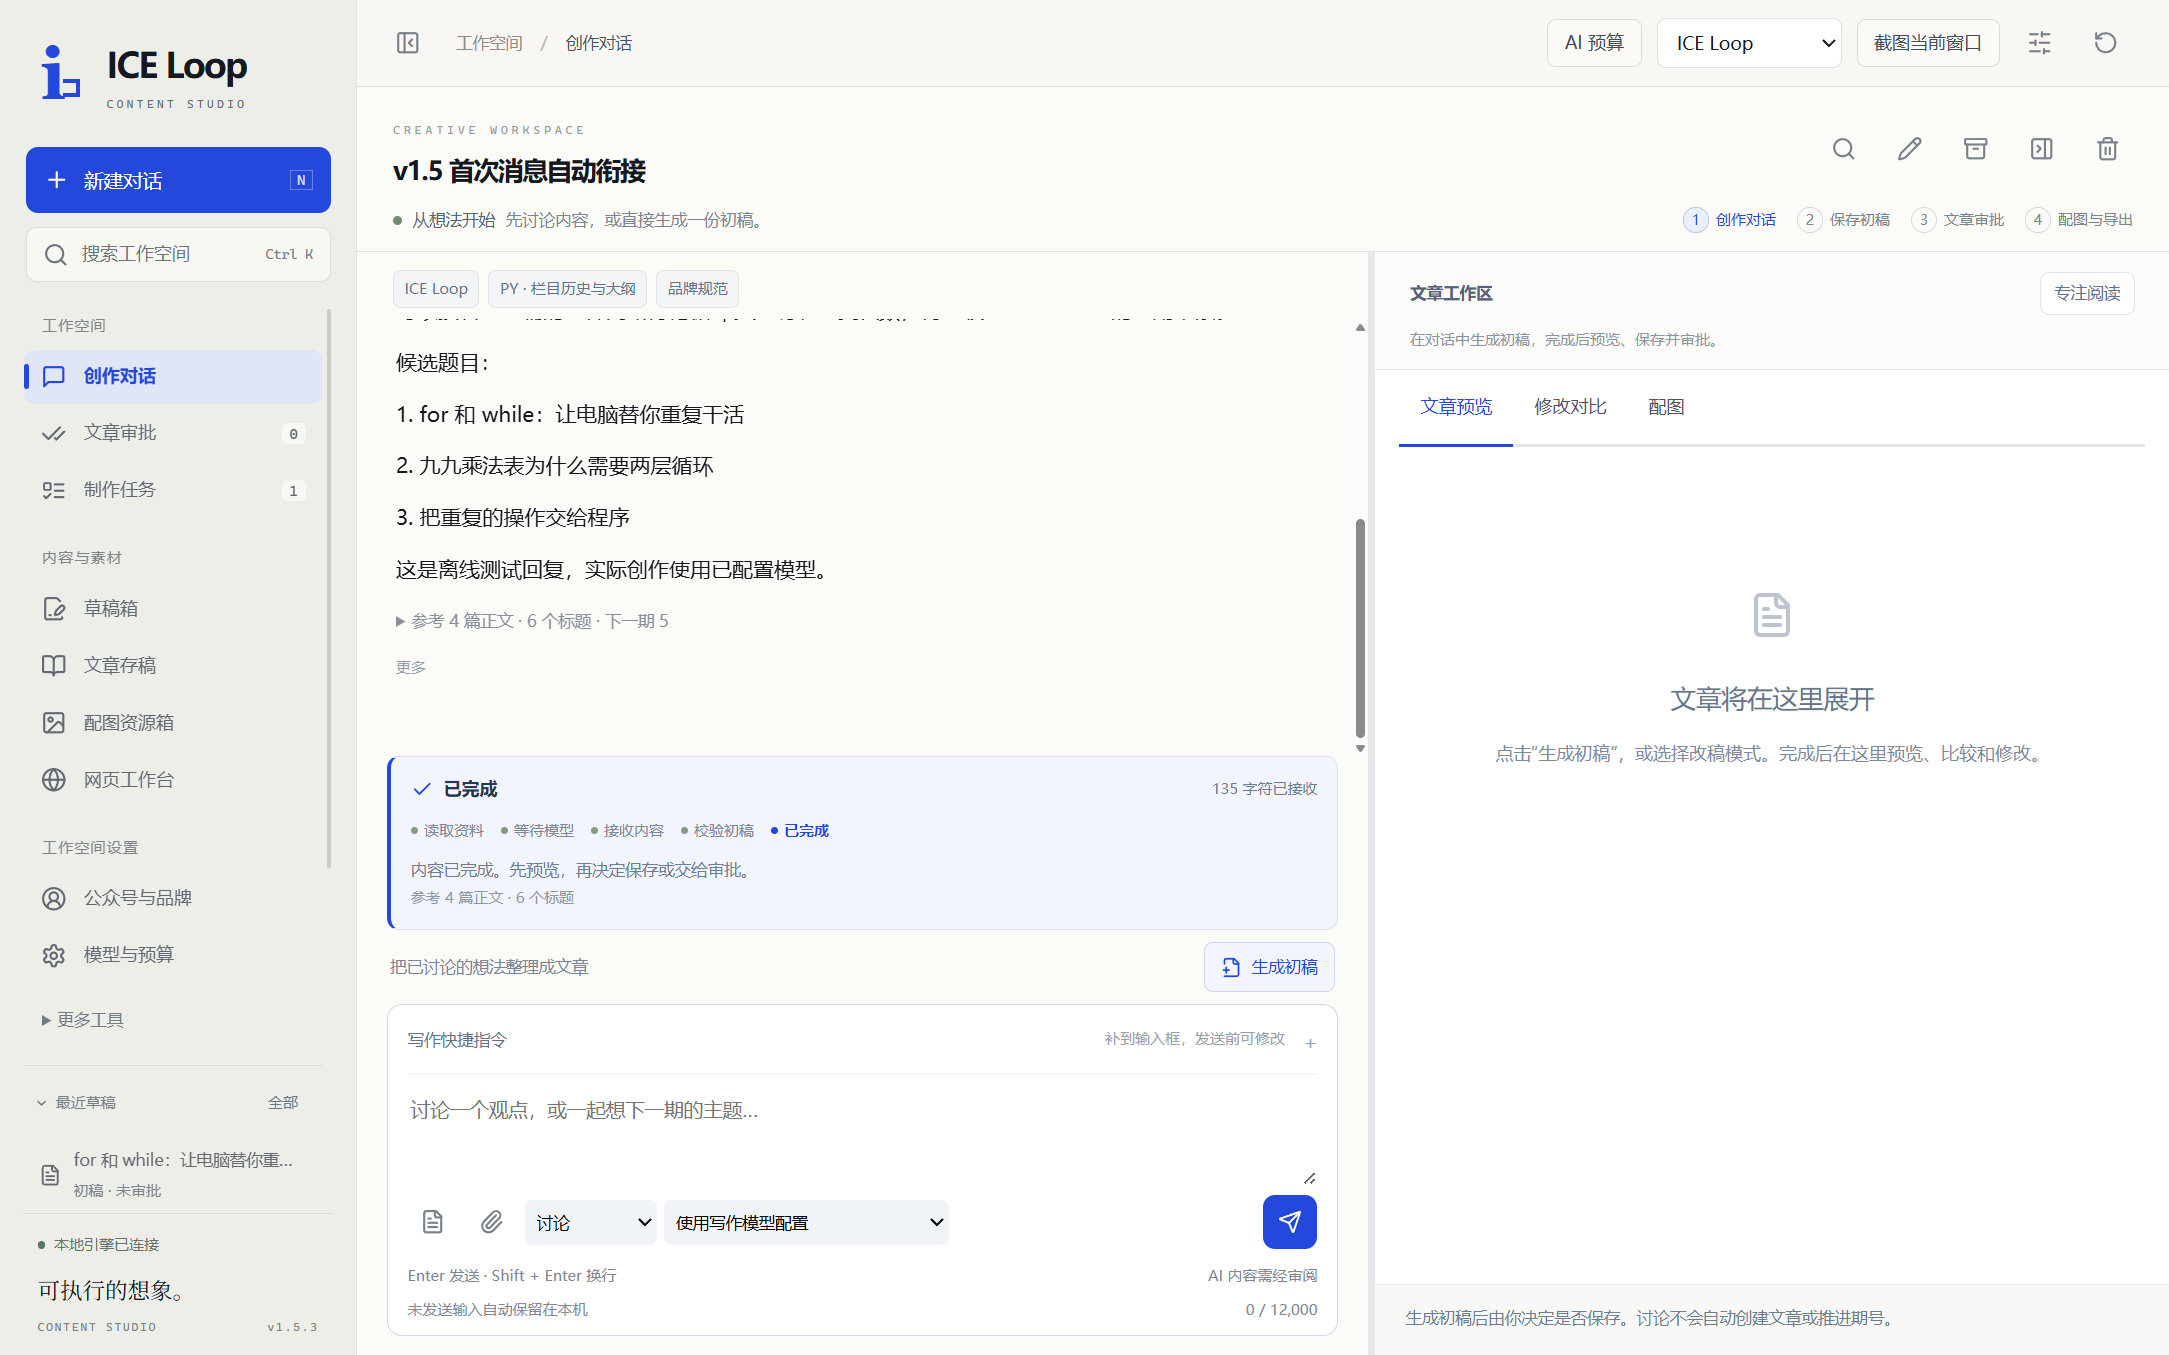 ICE Loop
CONTENT STUDIO
新建对话 N
搜索工作空间 Ctrl K
工作空间
创作对话
文章审批 0
制作任务 1
内容与素材
草稿箱
文章存稿
配图资源箱
网页工作台
工作空间设置
公众号与品牌
模型与预算
更多工具
最近草稿 全部
for 和 while：让电脑替你重...
初稿 · 未审批
本地引擎已连接
可执行的想象。
CONTENT STUDIO v1.5.3
工作空间 / 创作对话
AI 预算 ICE Loop 截图当前窗口
CREATIVE WORKSPACE
v1.5 首次消息自动衔接
从想法开始 先讨论内容，或直接生成一份初稿。
1 创作对话 2 保存初稿 3 文章审批 4 配图与导出
ICE Loop PY · 栏目历史与大纲 品牌规范
候选题目：
1. for 和 while：让电脑替你重复干活
2. 九九乘法表为什么需要两层循环
3. 把重复的操作交给程序
这是离线测试回复，实际创作使用已配置模型。
参考 4 篇正文 · 6 个标题 · 下一期 5
更多
已完成 135 字符已接收
读取资料 等待模型 接收内容 校验初稿 已完成
内容已完成。先预览，再决定保存或交给审批。
参考 4 篇正文 · 6 个标题
把已讨论的想法整理成文章 生成初稿
写作快捷指令 补到输入框，发送前可修改 +
讨论一个观点，或一起想下一期的主题...
讨论 使用写作模型配置
Enter 发送 · Shift + Enter 换行 AI 内容需经审阅
未发送输入自动保留在本机 0 / 12,000
文章工作区 专注阅读
在对话中生成初稿，完成后预览、保存并审批。
文章预览 修改对比 配图
文章将在这里展开
点击“生成初稿”，或选择改稿模式。完成后在这里预览、比较和修改。
生成初稿后由你决定是否保存。讨论不会自动创建文章或推进期号。